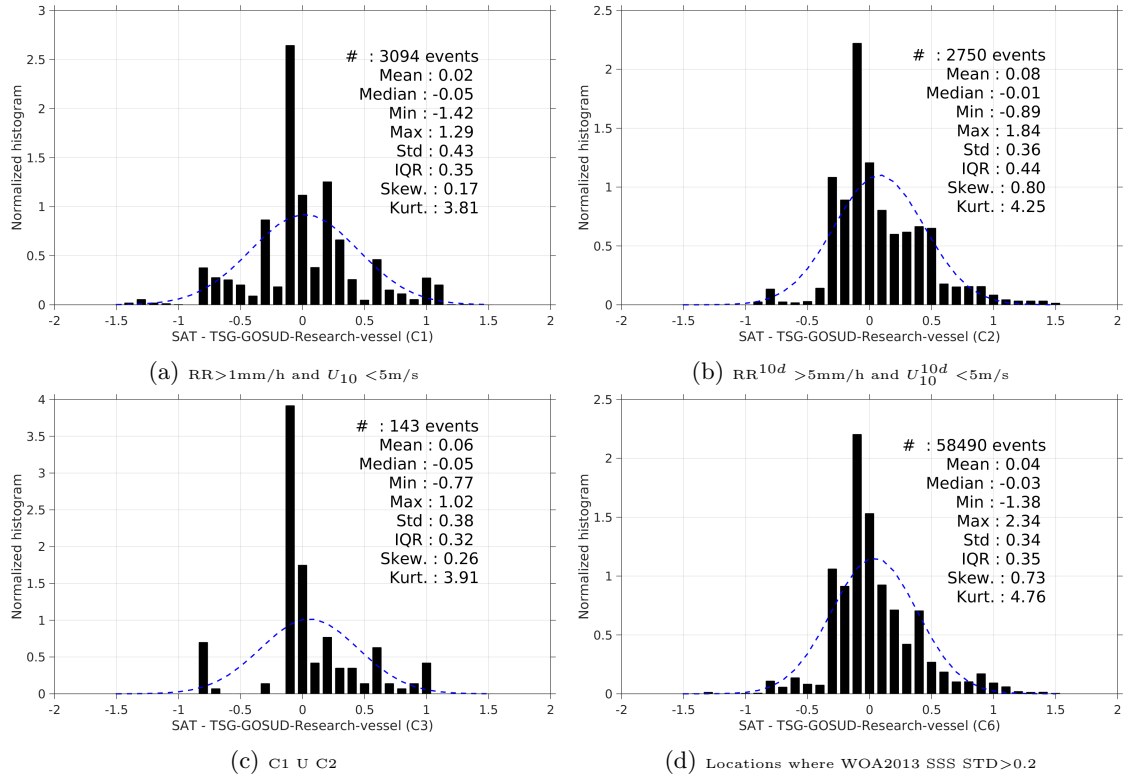 3
2.5
2
1.5
1
0.5
0
-2
-1.5
-1
-0.5
0
0.5
1
1.5
2
Normalized histogram
SAT - TSG-GOSUD-Research-vessel (C1)
# : 3094 events
Mean : 0.02
Median : -0.05
Min : -1.42
Max : 1.29
Std : 0.43
IQR : 0.35
Skew. : 0.17
Kurt. : 3.81
(a) RR>1mm/h and U10 <5m/s
2.5
2
1.5
1
0.5
0
-2
-1.5
-1
-0.5
0
0.5
1
1.5
2
Normalized histogram
SAT - TSG-GOSUD-Research-vessel (C2)
# : 2750 events
Mean : 0.08
Median : -0.01
Min : -0.89
Max : 1.84
Std : 0.36
IQR : 0.44
Skew. : 0.80
Kurt. : 4.25
(b) RR10d >5mm/h and U10d10 <5m/s
4
3.5
3
2.5
2
1.5
1
0.5
0
-2
-1.5
-1
-0.5
0
0.5
1
1.5
2
Normalized histogram
SAT - TSG-GOSUD-Research-vessel (C3)
# : 143 events
Mean : 0.06
Median : -0.05
Min : -0.77
Max : 1.02
Std : 0.38
IQR : 0.32
Skew. : 0.26
Kurt. : 3.91
(c) C1 U C2
2.5
2
1.5
1
0.5
0
-2
-1.5
-1
-0.5
0
0.5
1
1.5
2
Normalized histogram
SAT - TSG-GOSUD-Research-vessel (C6)
# : 58490 events
Mean : 0.04
Median : -0.03
Min : -1.38
Max : 2.34
Std : 0.34
IQR : 0.35
Skew. : 0.73
Kurt. : 4.76
(d) Locations where WOA2013 SSS STD>0.2